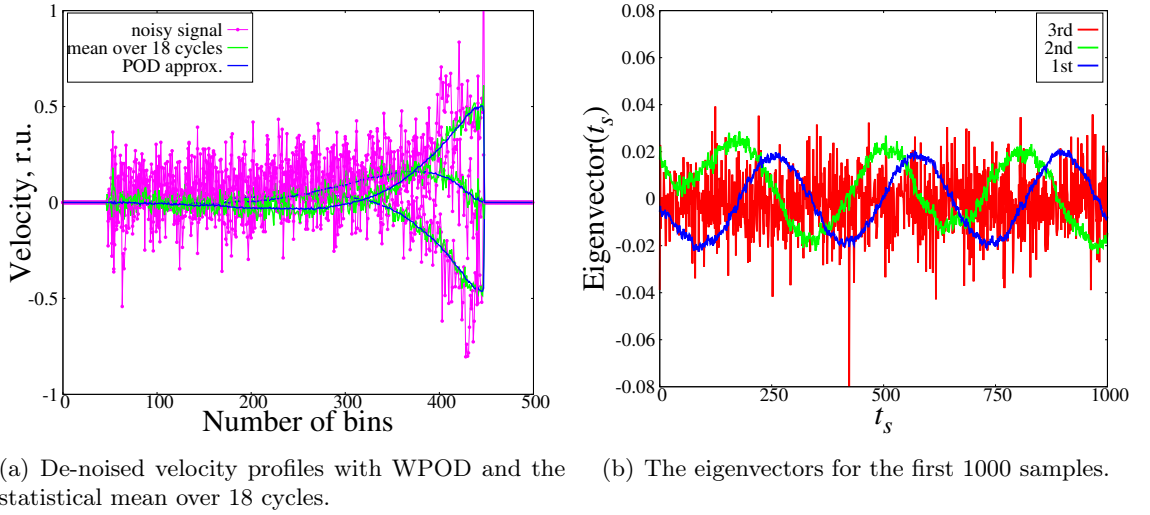 1
0.5
0
-0.5
-1
Velocity, r.u.
noisy signal
mean over 18 cycles
POD approx.
0 100 200 300 400 500
Number of bins
0.08
0.06
0.04
0.02
0
-0.02
-0.04
-0.06
-0.08
Eigenvector(t_s)
3rd
2nd
1st
0 250 500 750 1000
t_s
(a) De-noised velocity profiles with WPOD and the
statistical mean over 18 cycles.
(b) The eigenvectors for the first 1000 samples.